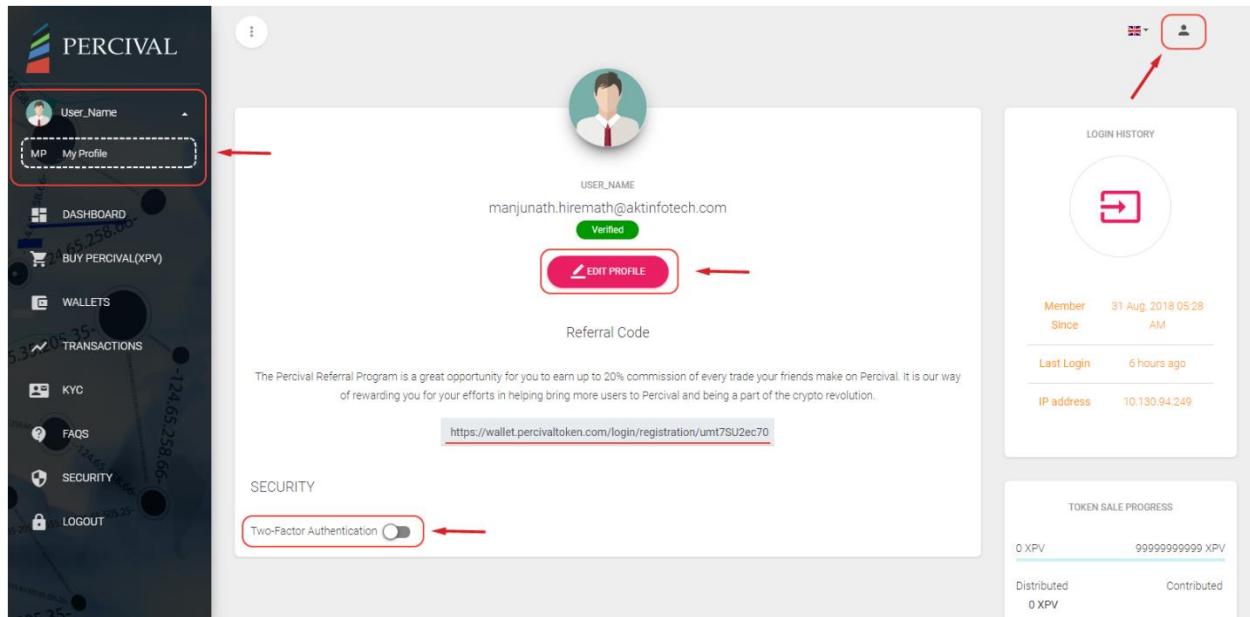 PERCIVAL
User_Name
MP My Profile
DASHBOARD
BUY PERCIVAL(XPV)
WALLETS
TRANSACTIONS
KYC
FAQS
SECURITY
LOGOUT
USER_NAME
manjunath.hiremath@aktinfotech.com
Verified
EDIT PROFILE
Referral Code
The Percival Referral Program is a great opportunity for you to earn up to 20% commission of every trade your friends make on Percival. It is our way
of rewarding you for your efforts in helping bring more users to Percival and being a part of the crypto revolution.
https://wallet.percivaltoken.com/login/registration/umt7SU2ec70
SECURITY
Two-Factor Authentication
LOGIN HISTORY
Member 31 Aug, 2018 05:28
Since AM
Last Login 6 hours ago
IP address 10.130.94.249
TOKEN SALE PROGRESS
0 XPV 99999999999 XPV
Distributed Contributed
0 XPV